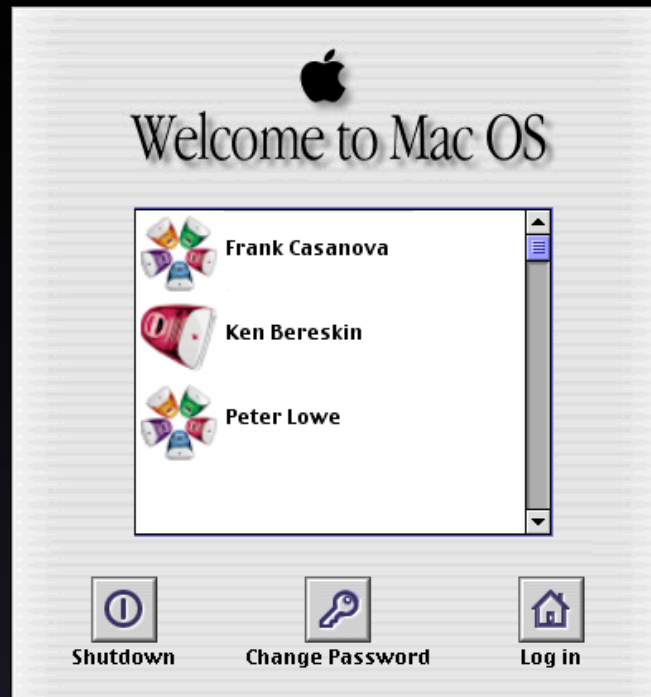 Welcome to Mac OS
Frank Casanova
Ken Bereskin
Peter Lowe
Shutdown
Change Password
Log in